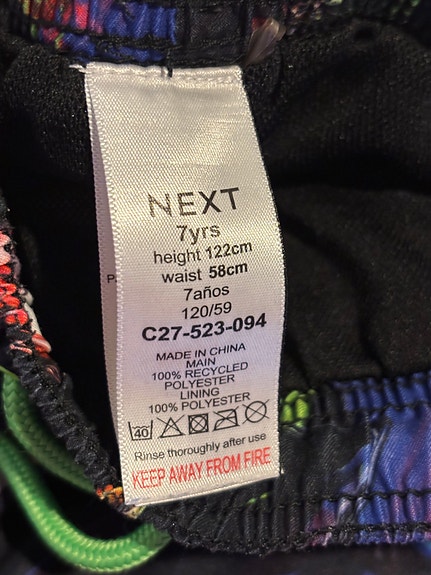 NEXT
7yrs
height 122cm
waist 58cm
7años
120/59
C27-523-094
MADE IN CHINA
MAIN
100% RECYCLED
POLYESTER
LINING
100% POLYESTER
40
Rinse thoroughly after use
KEEP AWAY FROM FIRE